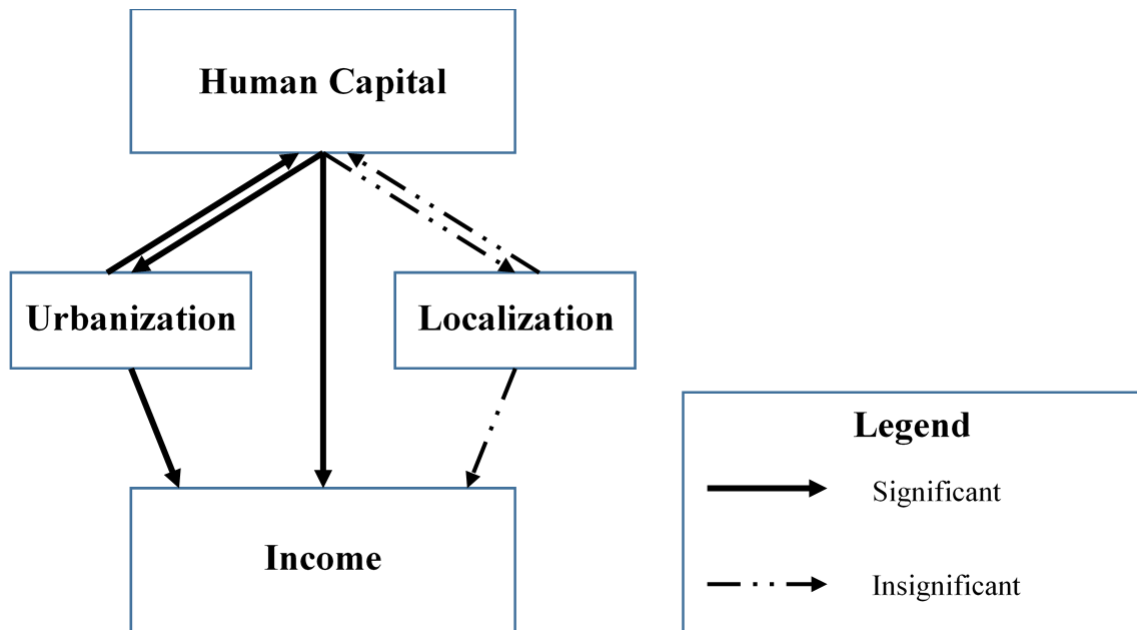 Human Capital
Urbanization
Localization
Income
Legend
Significant
Insignificant